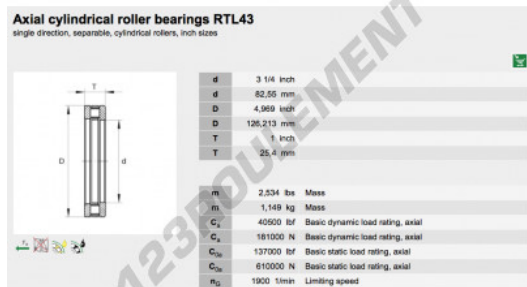 Axial cylindrical roller bearings RTL43
single direction, separable, cylindrical rollers, inch sizes
T
D
d
d 3 1/4 inch
d 82,55 mm
D 4,969 inch
D 126,213 mm
T 1 inch
T 25,4 mm
m 2,534 lbs Mass
m 1,149 kg Mass
Ca 40500 lbf Basic dynamic load rating, axial
Ca 181000 N Basic dynamic load rating, axial
C0a 137000 lbf Basic static load rating, axial
C0a 610000 N Basic static load rating, axial
nG 1900 1/min Limiting speed
123ROULEMENT